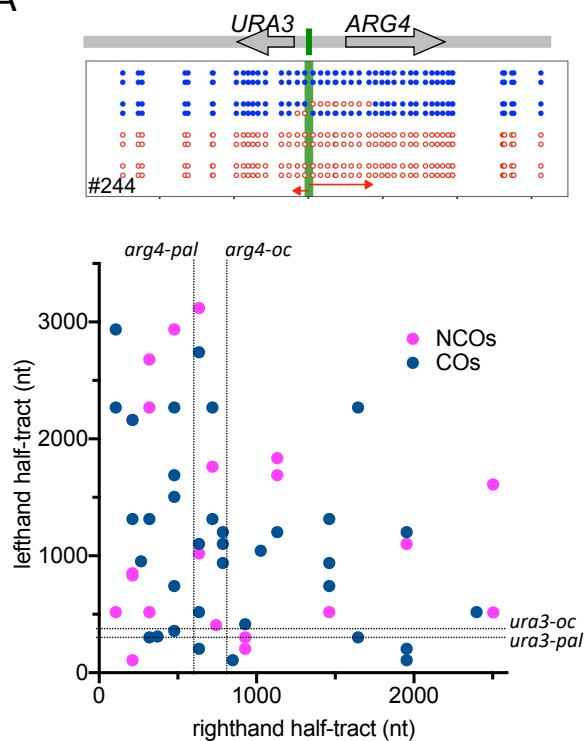 A
URA3 ARG4
#244
arg4-pal arg4-oc
3000
NCOs
COs
2000
1000
ura3-oc
ura3-pal
0
0 1000 2000
lefthand half-tract (nt)
righthand half-tract (nt)